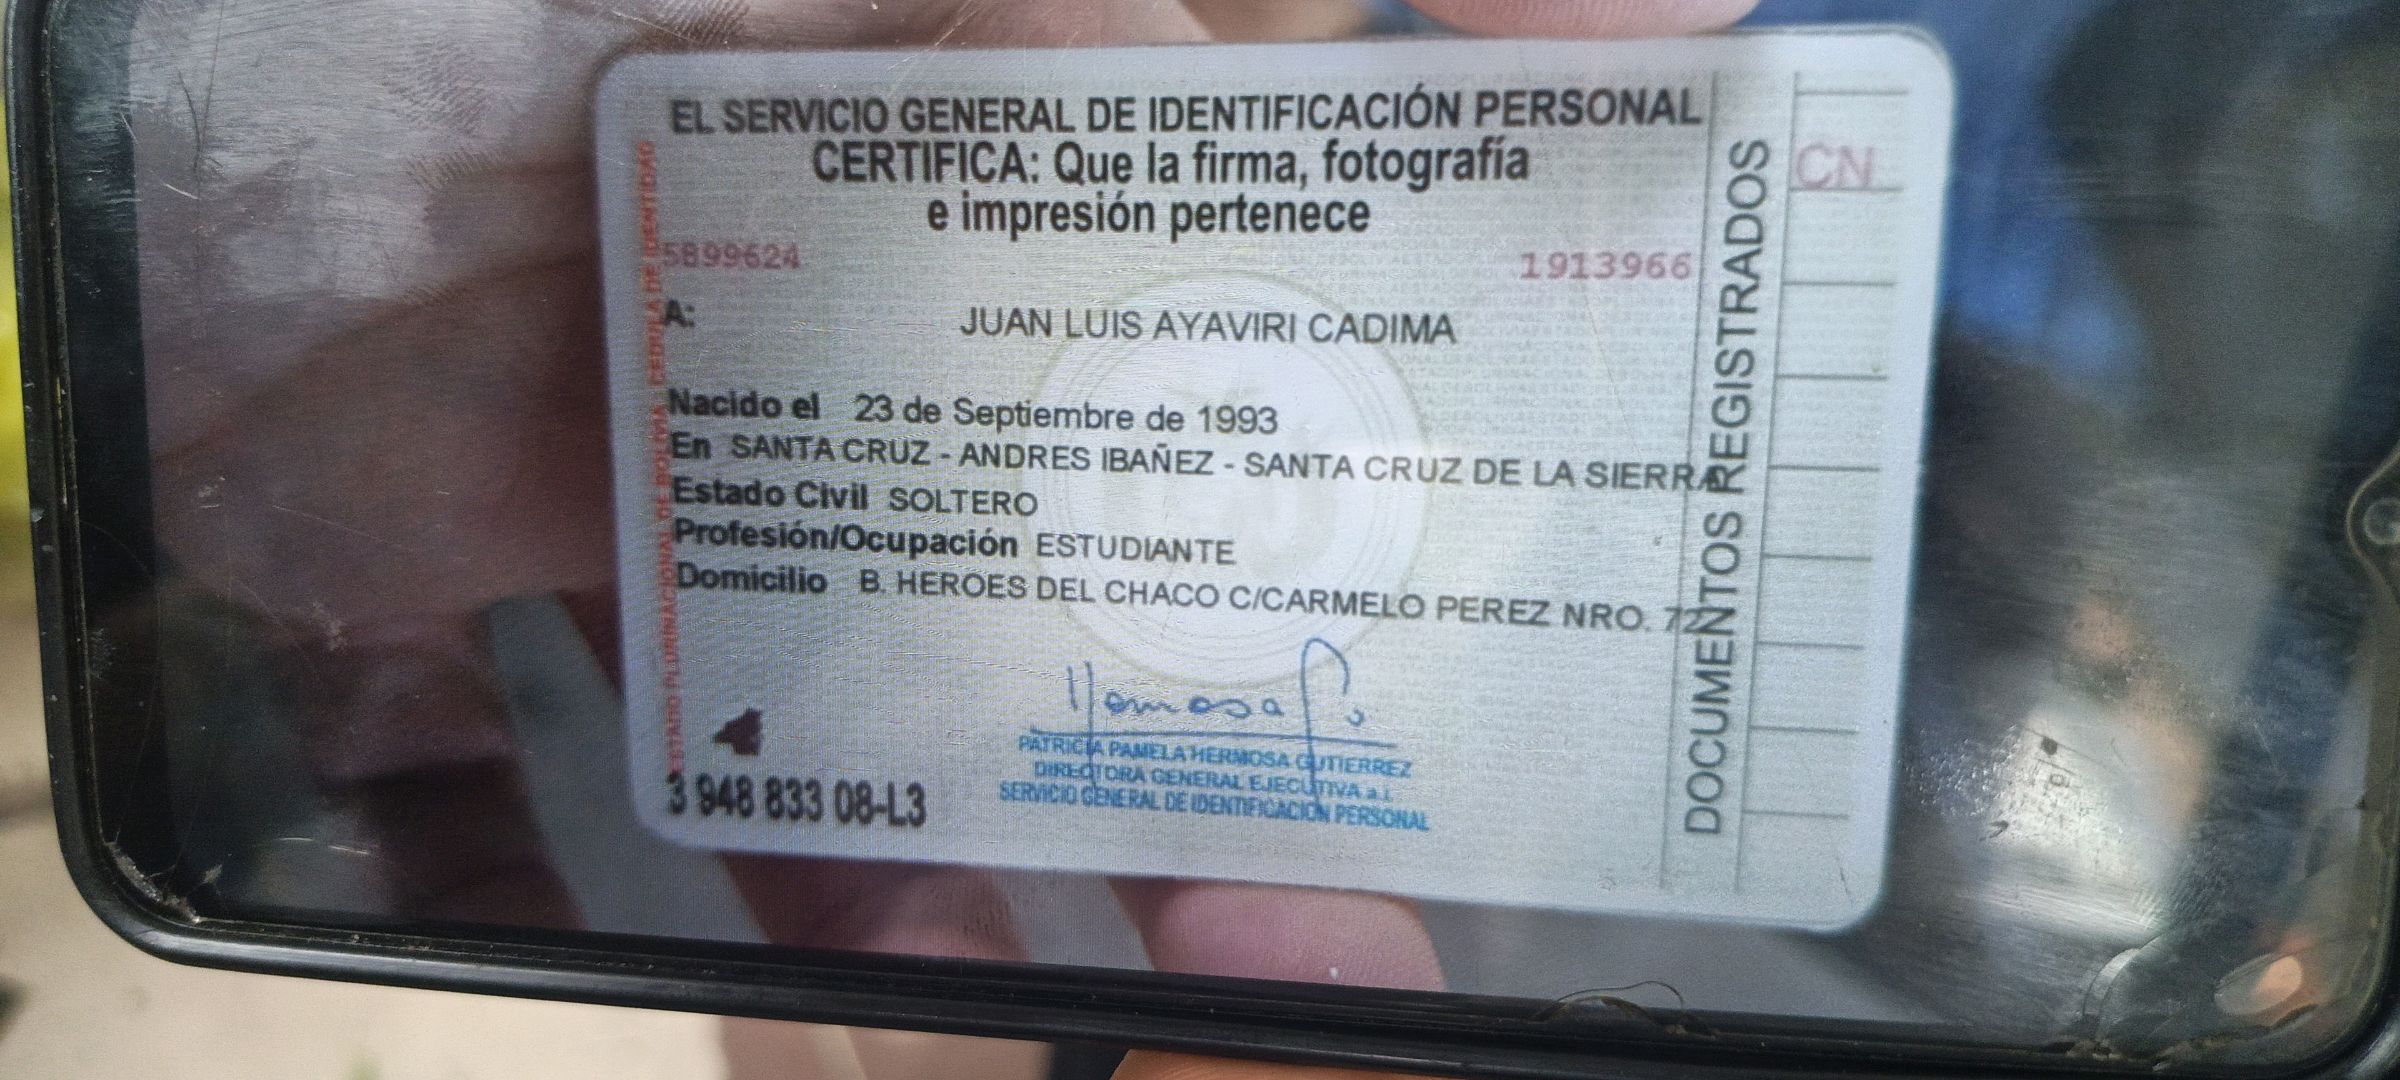 EL SERVICIO GENERAL DE IDENTIFICACIÓN PERSONAL
CERTIFICA: Que la firma, fotografía
e impresión pertenece
5899624
1913966
A: JUAN LUIS AYAVIRI CADIMA
Nacido el 23 de Septiembre de 1993
En SANTA CRUZ - ANDRES IBAÑEZ - SANTA CRUZ DE LA SIERRA
Estado Civil SOLTERO
Profesión/Ocupación ESTUDIANTE
Domicilio B. HEROES DEL CHACO C/CARMELO PEREZ NRO. 72
Hermosa G.
PATRICIA PAMELA HERMOSA GUTIERREZ
DIRECTORA GENERAL EJECUTIVA a.i.
SERVICIO GENERAL DE IDENTIFICACIÓN PERSONAL
3 948 833 08-L3
ESTADO PLURINACIONAL DE BOLIVIA CEDULA DE IDENTIDAD
DOCUMENTOS REGISTRADOS
CN